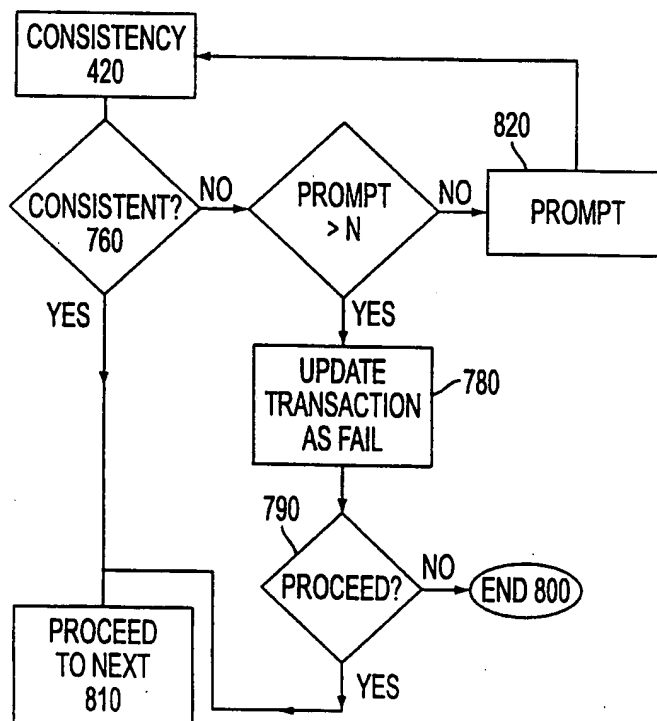 CONSISTENCY
420
CONSISTENT?
760
NO
PROMPT
> N
NO
820
PROMPT
YES
YES
UPDATE
TRANSACTION
AS FAIL
780
790
PROCEED?
NO
END 800
PROCEED
TO NEXT
810
YES